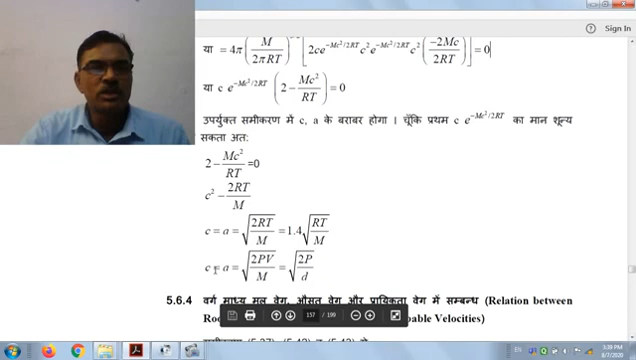 Sign In
या = 4π (M / 2πRT) [2ce^{-Mc²/2RT} c² e^{-Mc²/2RT} c² (-2Mc / 2RT)] = 0
या c e^{-Mc²/2RT} (2 - Mc² / RT) = 0
उपर्युक्त समीकरण में c, a के बराबर होगा । चूँकि प्रथम c e^{-Mc²/2RT} का मान शून्य
सकता अतः
2 - Mc² / RT =0
c² - 2RT / M
c = a = √(2RT / M) = 1.4 √(RT / M)
c = a = √(2PV / M) = √(2P / d)
5.6.4 वर्ग माध्य मूल वेग, औसत वेग और प्रायिकता वेग में सम्बन्ध (Relation between
Roo
157 / 199
able Velocities)
EN
3:39 PM
8/7/2020